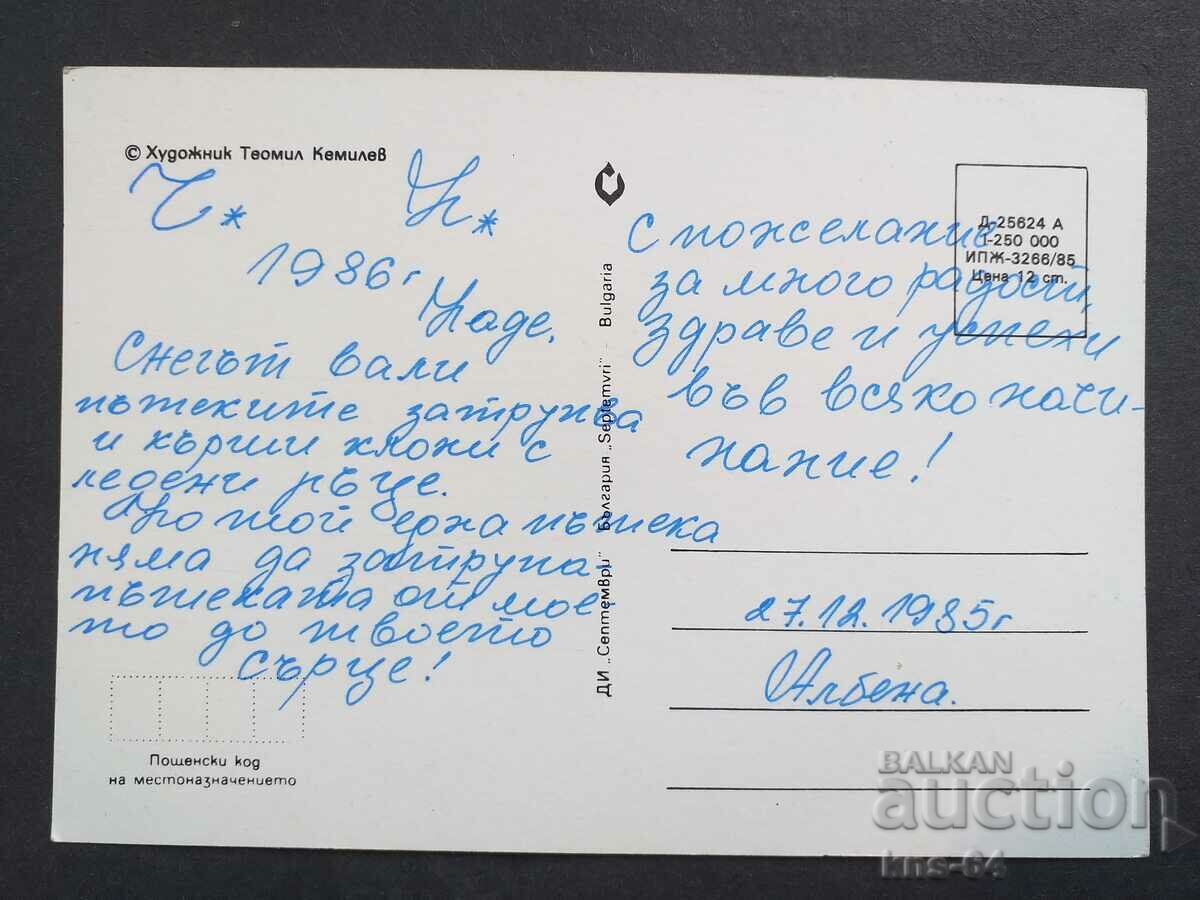 © Художник Теомил Кемилев
Ч* Н*
1986г
Наде,
Снегът вали
пътеките затрупва
и кърши клони с
ледени ръце.
Но той една пътека
няма да затрупа-
пътеката от мое
то до твоето
сърце!
Пощенски код
на местоназначението
ДИ „Септември" България „Septemvri" Bulgaria
Д-25624 А
1-250 000
ИПЖ-3266/85
Цена 12 ст.
С пожелание
за много радост,
здраве и успехи
във всяко начи-
нание!
27.12.1985г
Албена.
BALKAN
auction
kns-64